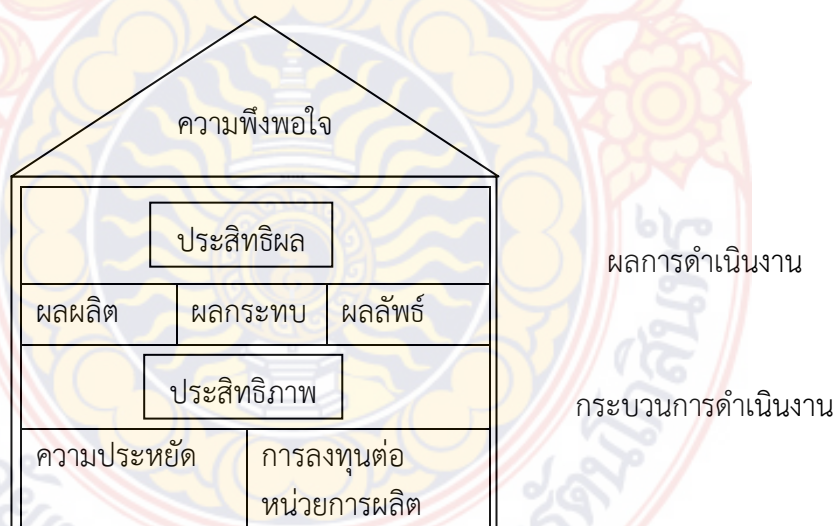 ความพึงพอใจ
ประสิทธิผล
ผลการดำเนินงาน
ผลผลิต
ผลกระทบ
ผลลัพธ์
ประสิทธิภาพ
กระบวนการดำเนินงาน
ความประหยัด
การลงทุนต่อ
หน่วยการผลิต